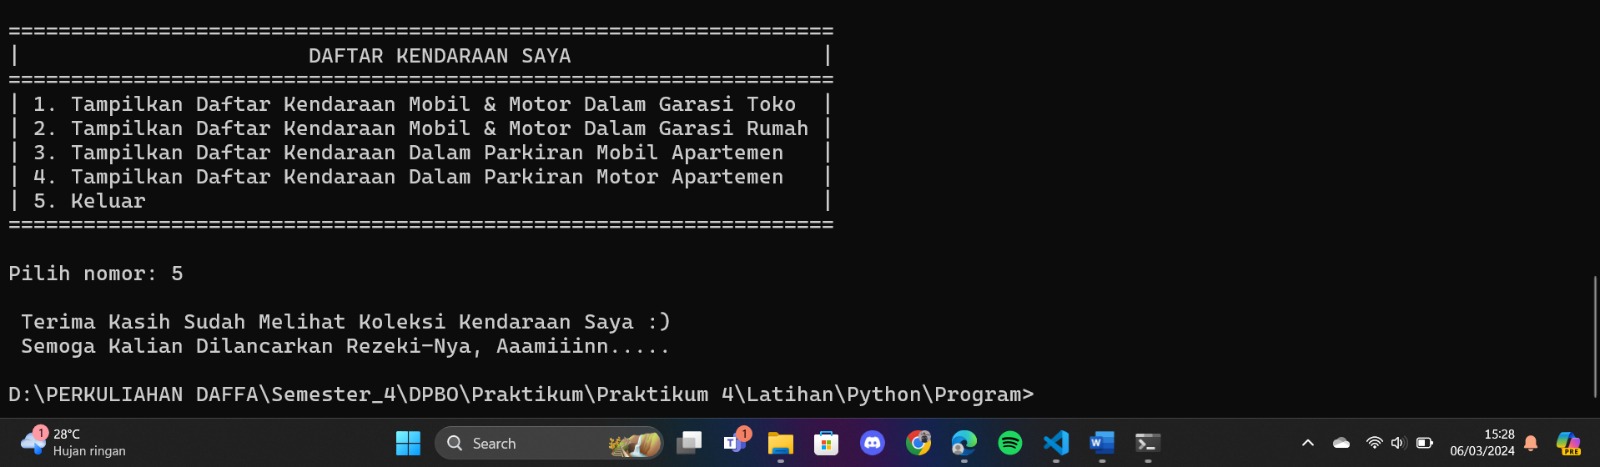 ==================================================================
|                       DAFTAR KENDARAAN SAYA                    |
==================================================================
| 1. Tampilkan Daftar Kendaraan Mobil & Motor Dalam Garasi Toko  |
| 2. Tampilkan Daftar Kendaraan Mobil & Motor Dalam Garasi Rumah |
| 3. Tampilkan Daftar Kendaraan Dalam Parkiran Mobil Apartemen   |
| 4. Tampilkan Daftar Kendaraan Dalam Parkiran Motor Apartemen   |
| 5. Keluar                                                      |
==================================================================
Pilih nomor: 5
Terima Kasih Sudah Melihat Koleksi Kendaraan Saya :)
Semoga Kalian Dilancarkan Rezeki-Nya, Aaamiiinn.....
D:\PERKULIAHAN DAFFA\Semester_4\DPBO\Praktikum\Praktikum 4\Latihan\Python\Program>
1
28°C
Hujan ringan
Search
1
15:28
06/03/2024
PRE